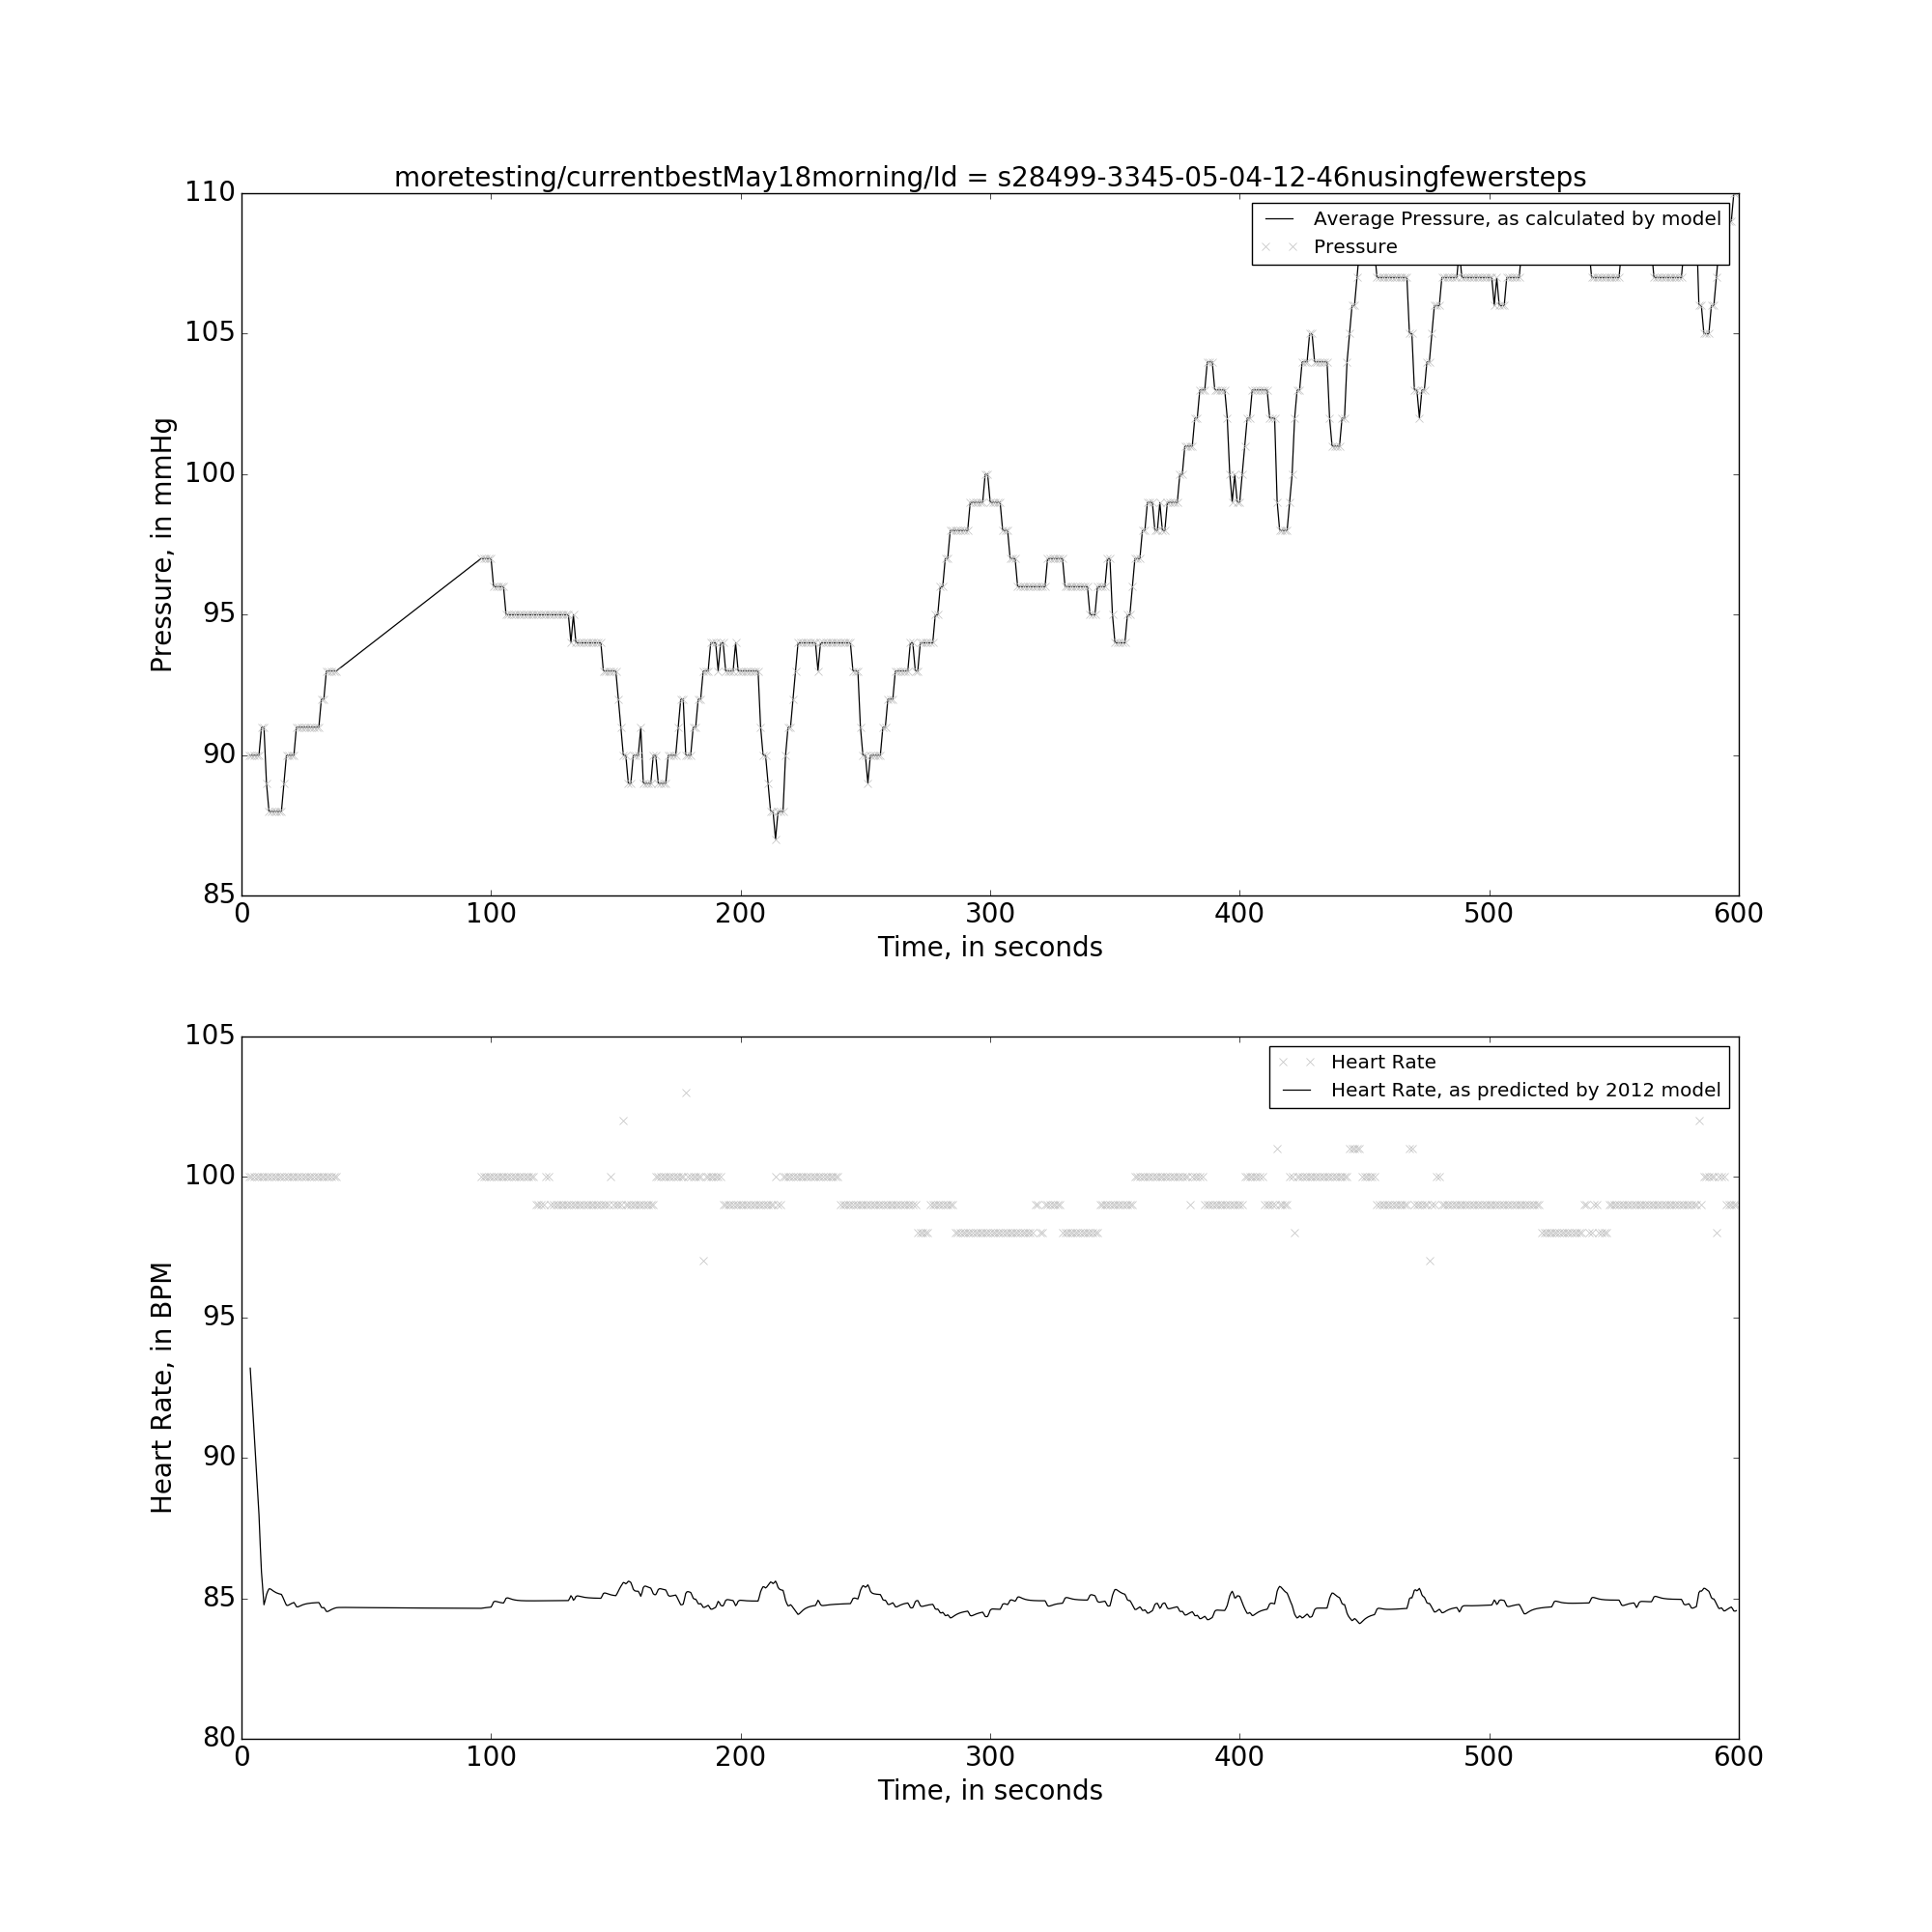 moretesting/currentbestMay18morning/Id = s28499-3345-05-04-12-46nusingfewersteps
110
105
100
95
90
85
Pressure, in mmHg
Average Pressure, as calculated by model
Pressure
0 100 200 300 400 500 600
Time, in seconds
105
100
95
90
85
80
Heart Rate, in BPM
Heart Rate
Heart Rate, as predicted by 2012 model
0 100 200 300 400 500 600
Time, in seconds